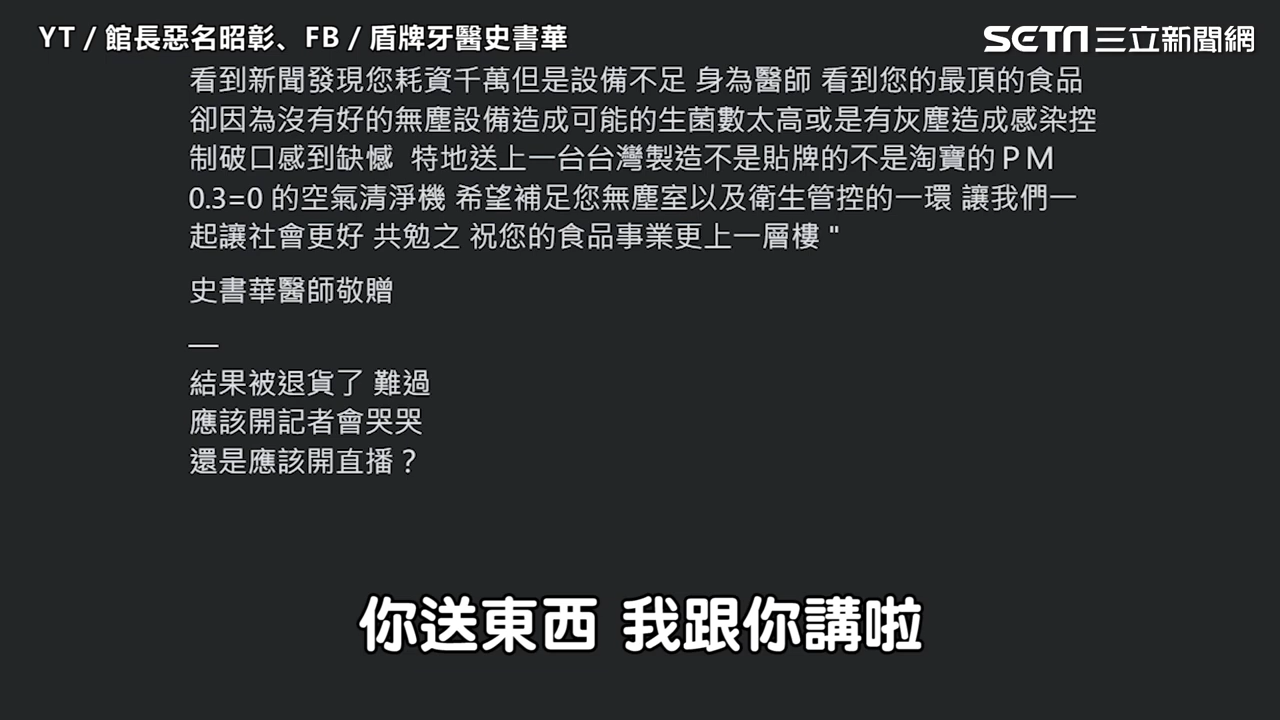 YT / 館長惡名昭彰、FB / 盾牌牙醫史書華
SETN三立新聞網
看到新聞發現您耗資千萬但是設備不足 身為醫師 看到您的最頂的食品
卻因為沒有好的無塵設備造成可能的生菌數太高或是有灰塵造成感染控
制破口感到缺憾 特地送上一台台灣製造不是貼牌的不是淘寶的ＰＭ
0.3=0 的空氣清淨機 希望補足您無塵室以及衛生管控的一環 讓我們一
起讓社會更好 共勉之 祝您的食品事業更上一層樓 "
史書華醫師敬贈
—
結果被退貨了 難過
應該開記者會哭哭
還是應該開直播？
你送東西 我跟你講啦